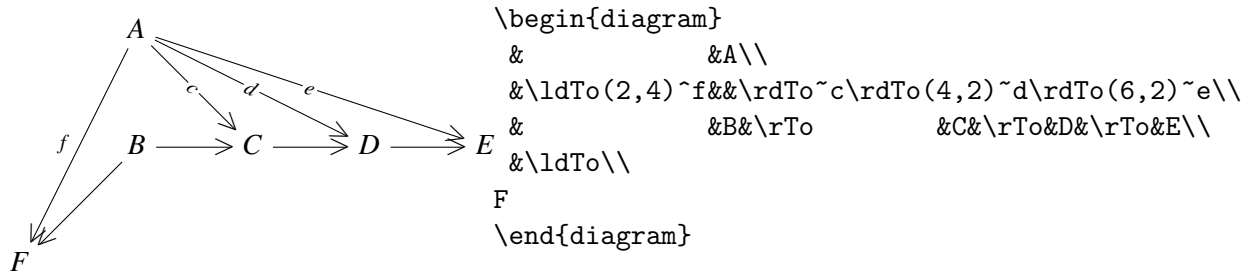 A
c d e
f B C D E
F
\begin{diagram}
& &A\\
&\ldTo(2,4)^f&&\rdTo~c\rdTo(4,2)~d\rdTo(6,2)~e\\
& &B&\rTo &C&\rTo&D&\rTo&E\\
&\ldTo\\
F
\end{diagram}